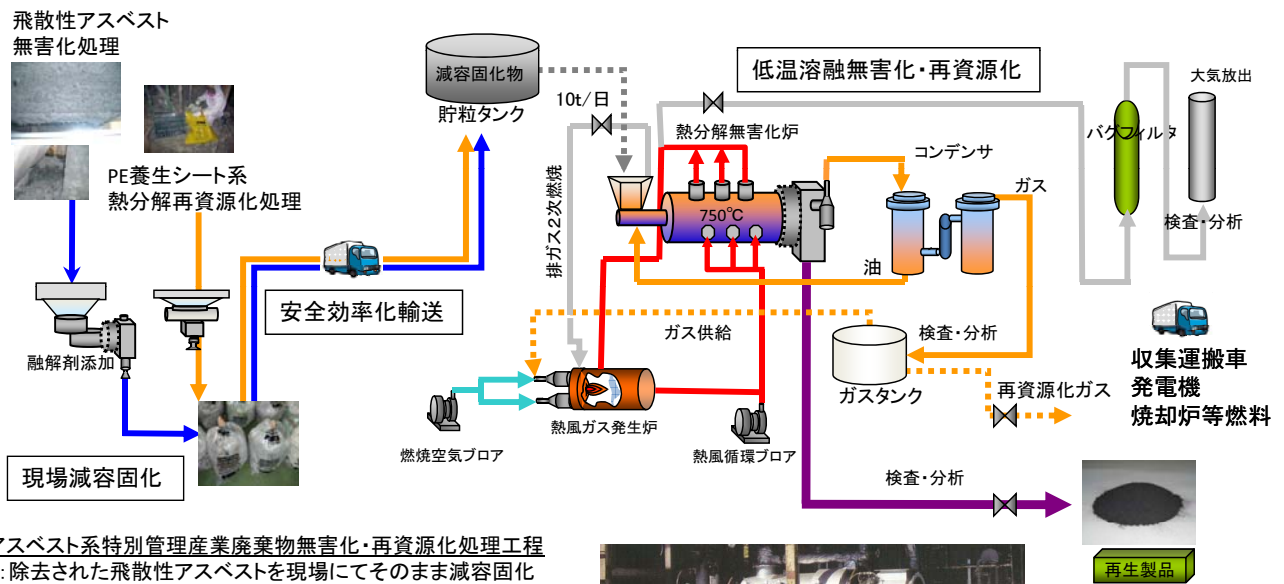 飛散性アスベスト
無害化処理
PE養生シート系
熱分解再資源化処理
融解剤添加
現場減容固化
安全効率化輸送
減容固化物
貯粒タンク
10t/日
低温溶融無害化・再資源化
熱分解無害化炉
750℃
排ガス2次燃焼
コンデンサ
ガス
油
バグフィルタ
大気放出
検査・分析
ガス供給
検査・分析
ガスタンク
再資源化ガス
収集運搬車
発電機
焼却炉等燃料
燃焼空気ブロア
熱風ガス発生炉
熱風循環ブロア
検査・分析
再生製品
アスベスト系特別管理産業廃棄物無害化・再資源化処理工程
:除去された飛散性アスベストを現場にてそのまま減容固化